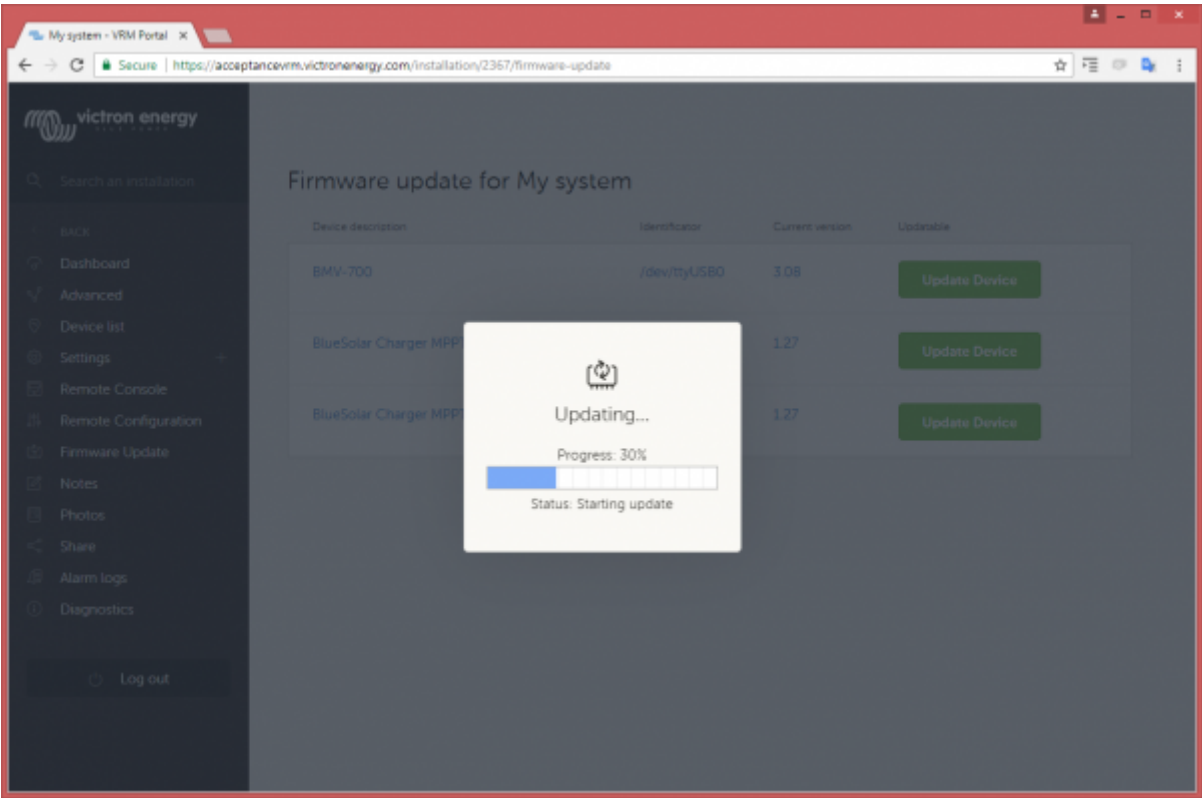 My system - VRM Portal
Secure | https://acceptancevrm.victronenergy.com/installation/2367/firmware-update
victron energy
BLUE POWER
Search an installation
Firmware update for My system
BACK
Device description Identificator Current version Updatable
Dashboard
BMV-700 /dev/ttyUSB0 3.08 Update Device
Advanced
Device list
BlueSolar Charger MPPT 1.27 Update Device
Settings +
Remote Console
Remote Configuration
BlueSolar Charger MPPT 1.27 Update Device
Firmware Update
Notes
Photos
Share
Alarm logs
Diagnostics
Log out
Updating...
Progress: 30%
Status: Starting update